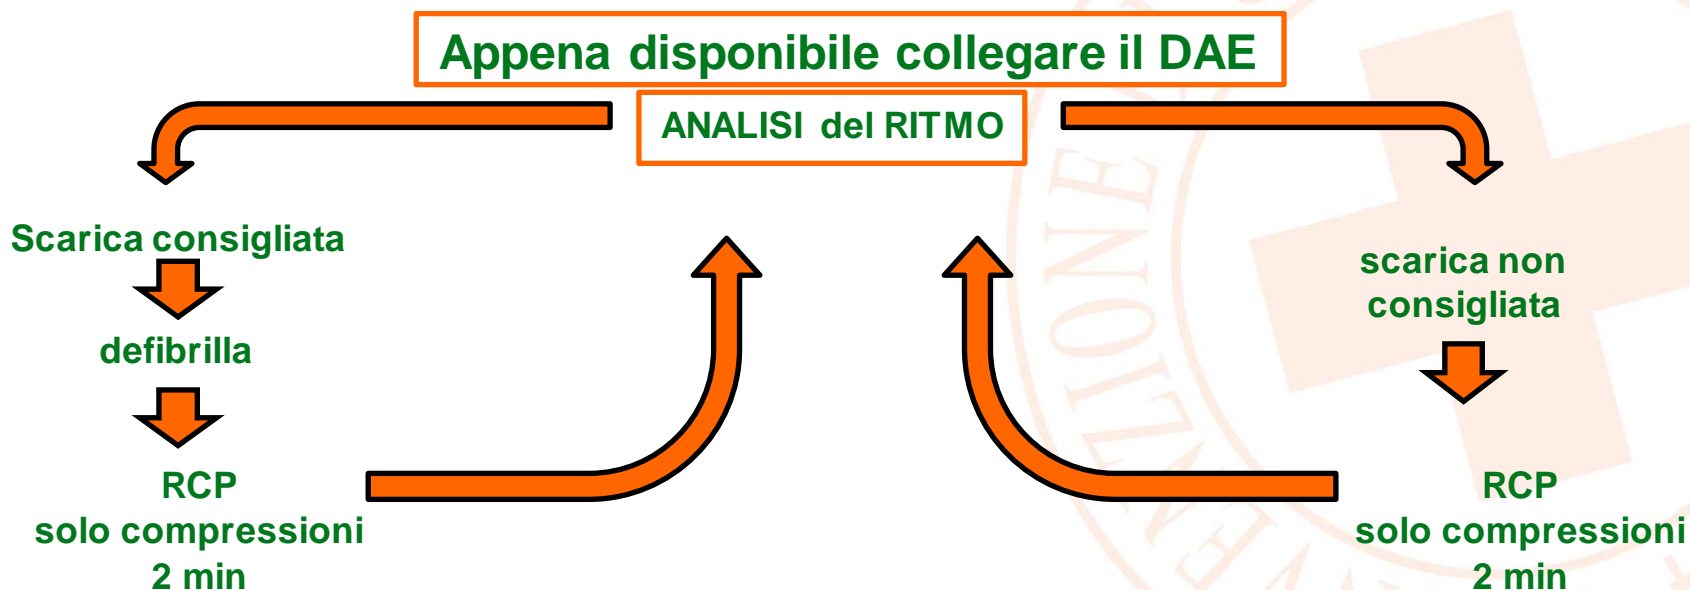 Appena disponibile collegare il DAE
ANALISI del RITMO
Scarica consigliata
defibrilla
RCP
solo compressioni
2 min
scarica non
consigliata
RCP
solo compressioni
2 min